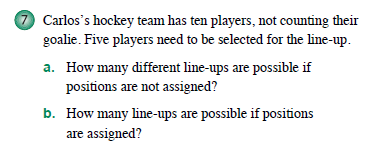 7 Carlos's hockey team has ten players, not counting their
goalie. Five players need to be selected for the line-up.
a. How many different line-ups are possible if
positions are not assigned?
b. How many line-ups are possible if positions
are assigned?